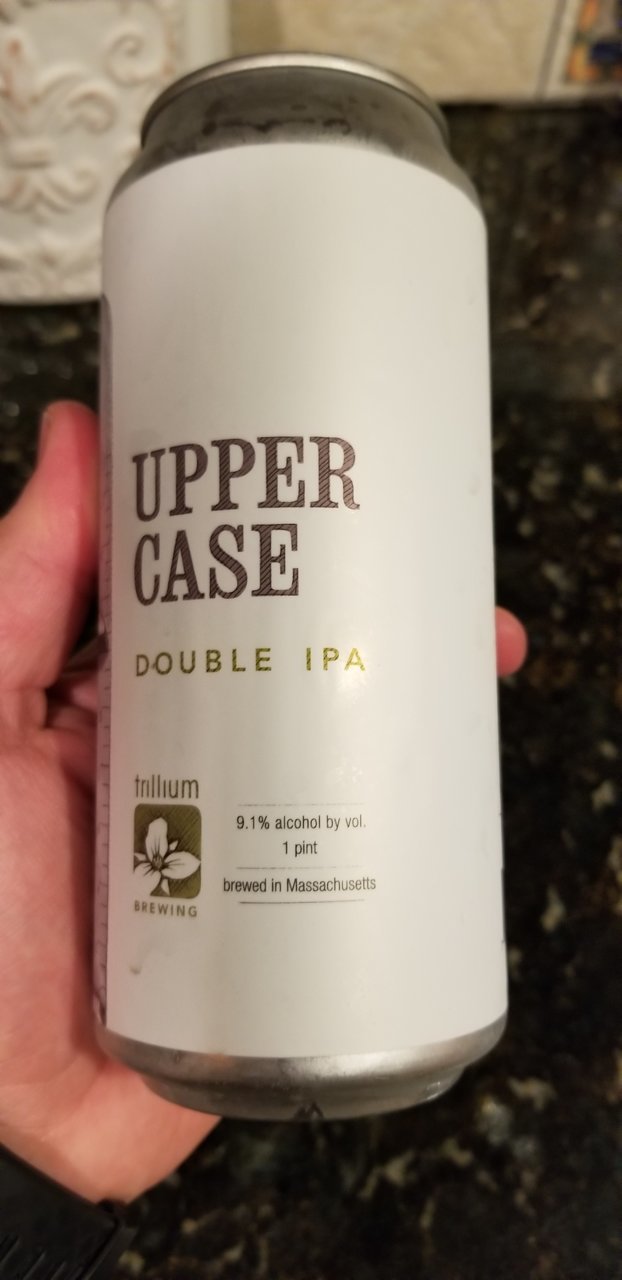 UPPER
CASE
DOUBLE IPA
trillium
BREWING
9.1% alcohol by vol.
1 pint
brewed in Massachusetts